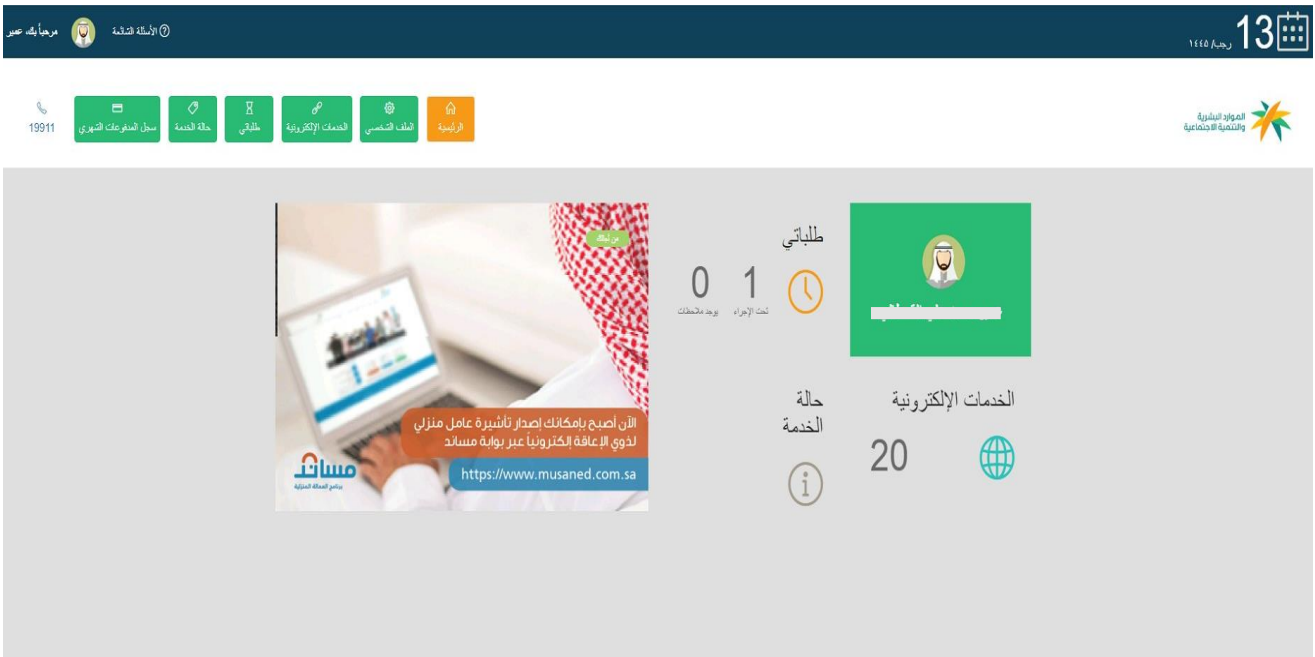 13
رجب/ ١٤٤٥
الأسئلة الشائعة
مرحباً بك، عمير
الموارد البشرية
والتنمية الاجتماعية
الرئيسية
الملف الشخصي
الخدمات الإلكترونية
طلباتي
حالة الخدمة
سجل المدفوعات الشهري
19911
طلباتي
1
تحت الإجراء
0
يوجد ملاحظات
الخدمات الإلكترونية
20
حالة
الخدمة
الآن أصبح بإمكانك إصدار تأشيرة عامل منزلي
لذوي الإعاقة إلكترونياً عبر بوابة مساند
https://www.musaned.com.sa
مساند
برنامج العمالة المنزلية